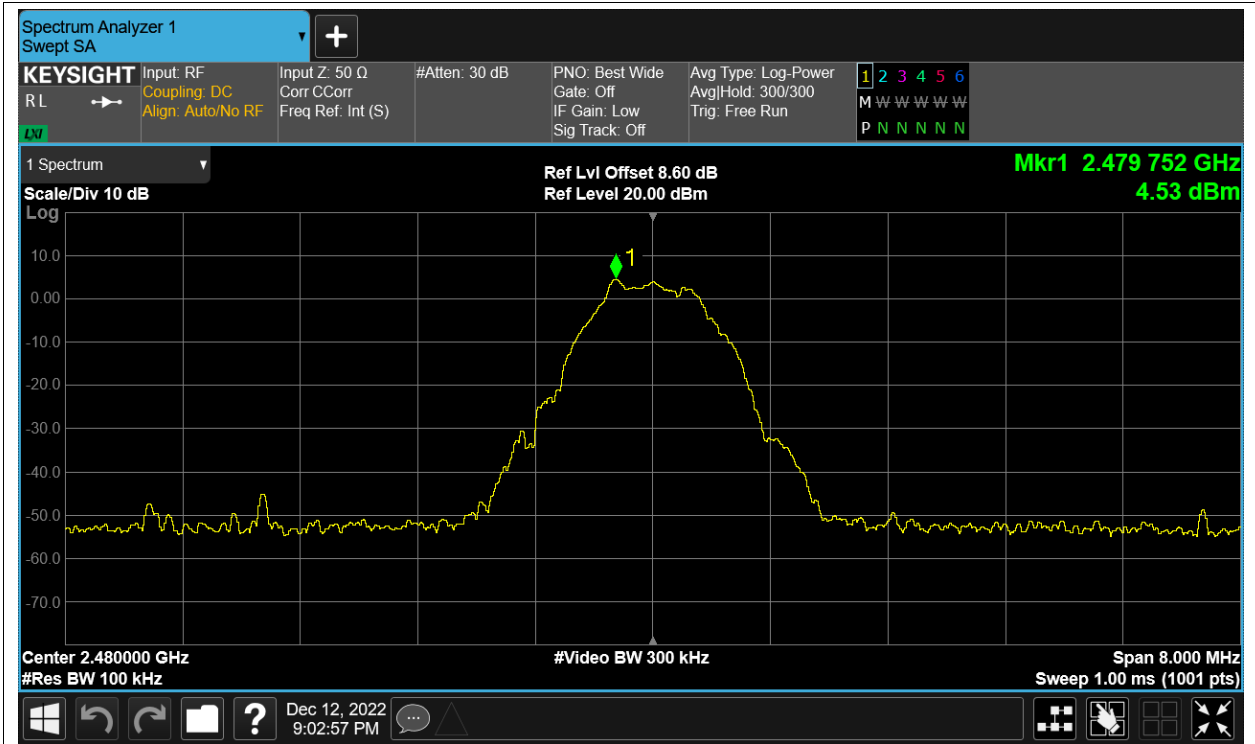 Spectrum Analyzer 1
Swept SA
KEYSIGHT
R L
LXI
Input: RF
Coupling: DC
Align: Auto/No RF
Input Z: 50 Ω
Corr CCorr
Freq Ref: Int (S)
#Atten: 30 dB
PNO: Best Wide
Gate: Off
IF Gain: Low
Sig Track: Off
Avg Type: Log-Power
Avg|Hold: 300/300
Trig: Free Run
1 2 3 4 5 6
M W W W W W
P N N N N N
1 Spectrum
Scale/Div 10 dB
Log
Ref Lvl Offset 8.60 dB
Ref Level 20.00 dBm
Mkr1 2.479 752 GHz
4.53 dBm
1
10.0
0.00
-10.0
-20.0
-30.0
-40.0
-50.0
-60.0
-70.0
Center 2.480000 GHz
#Res BW 100 kHz
#Video BW 300 kHz
Span 8.000 MHz
Sweep 1.00 ms (1001 pts)
?
Dec 12, 2022
9:02:57 PM